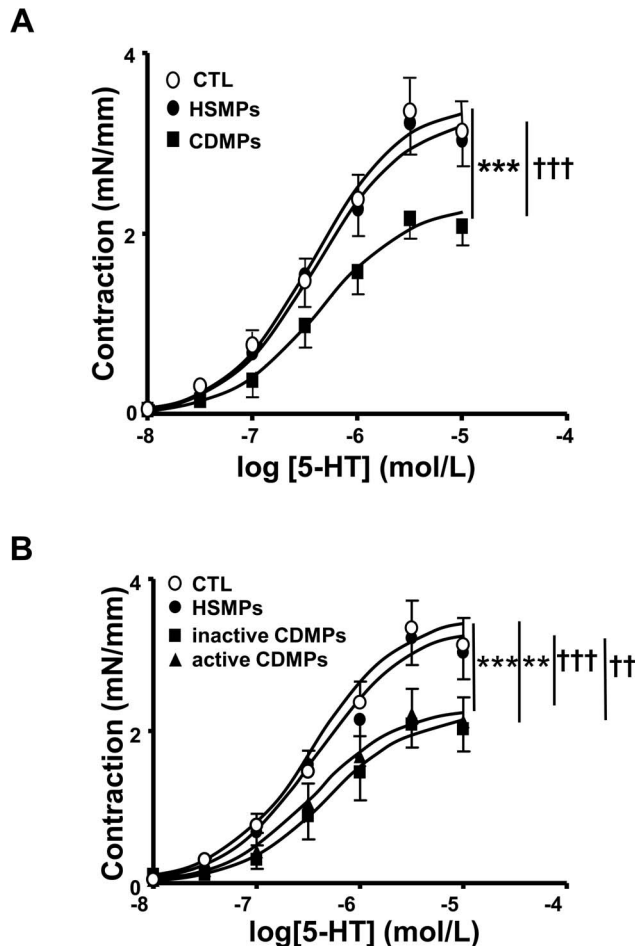 A
4
CTL
HSMPs
CDMPs
*** †††
2
Contraction (mN/mm)
0
-8 -7 -6 -5 -4
log [5-HT] (mol/L)
B
4
CTL
HSMPs
inactive CDMPs
active CDMPs
*** ** ††† ††
2
Contraction (mN/mm)
0
-8 -7 -6 -5 -4
log[5-HT] (mol/L)